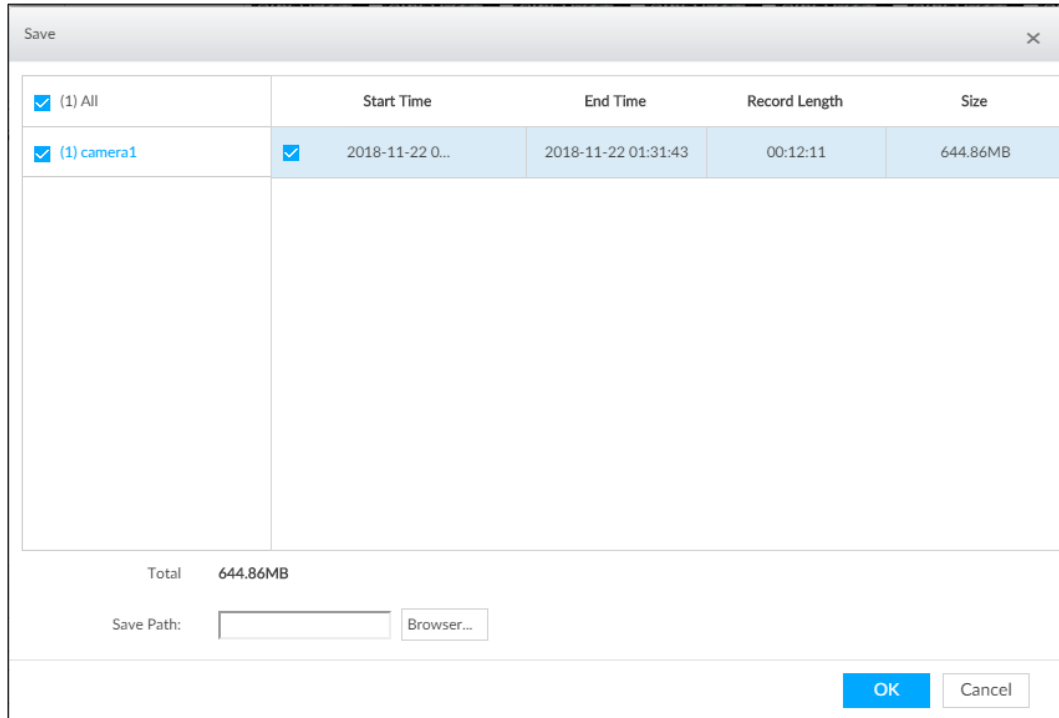 Save
(1) All Start Time End Time Record Length Size
(1) camera1 2018-11-22 0... 2018-11-22 01:31:43 00:12:11 644.86MB
Total 644.86MB
Save Path: Browser...
OK Cancel